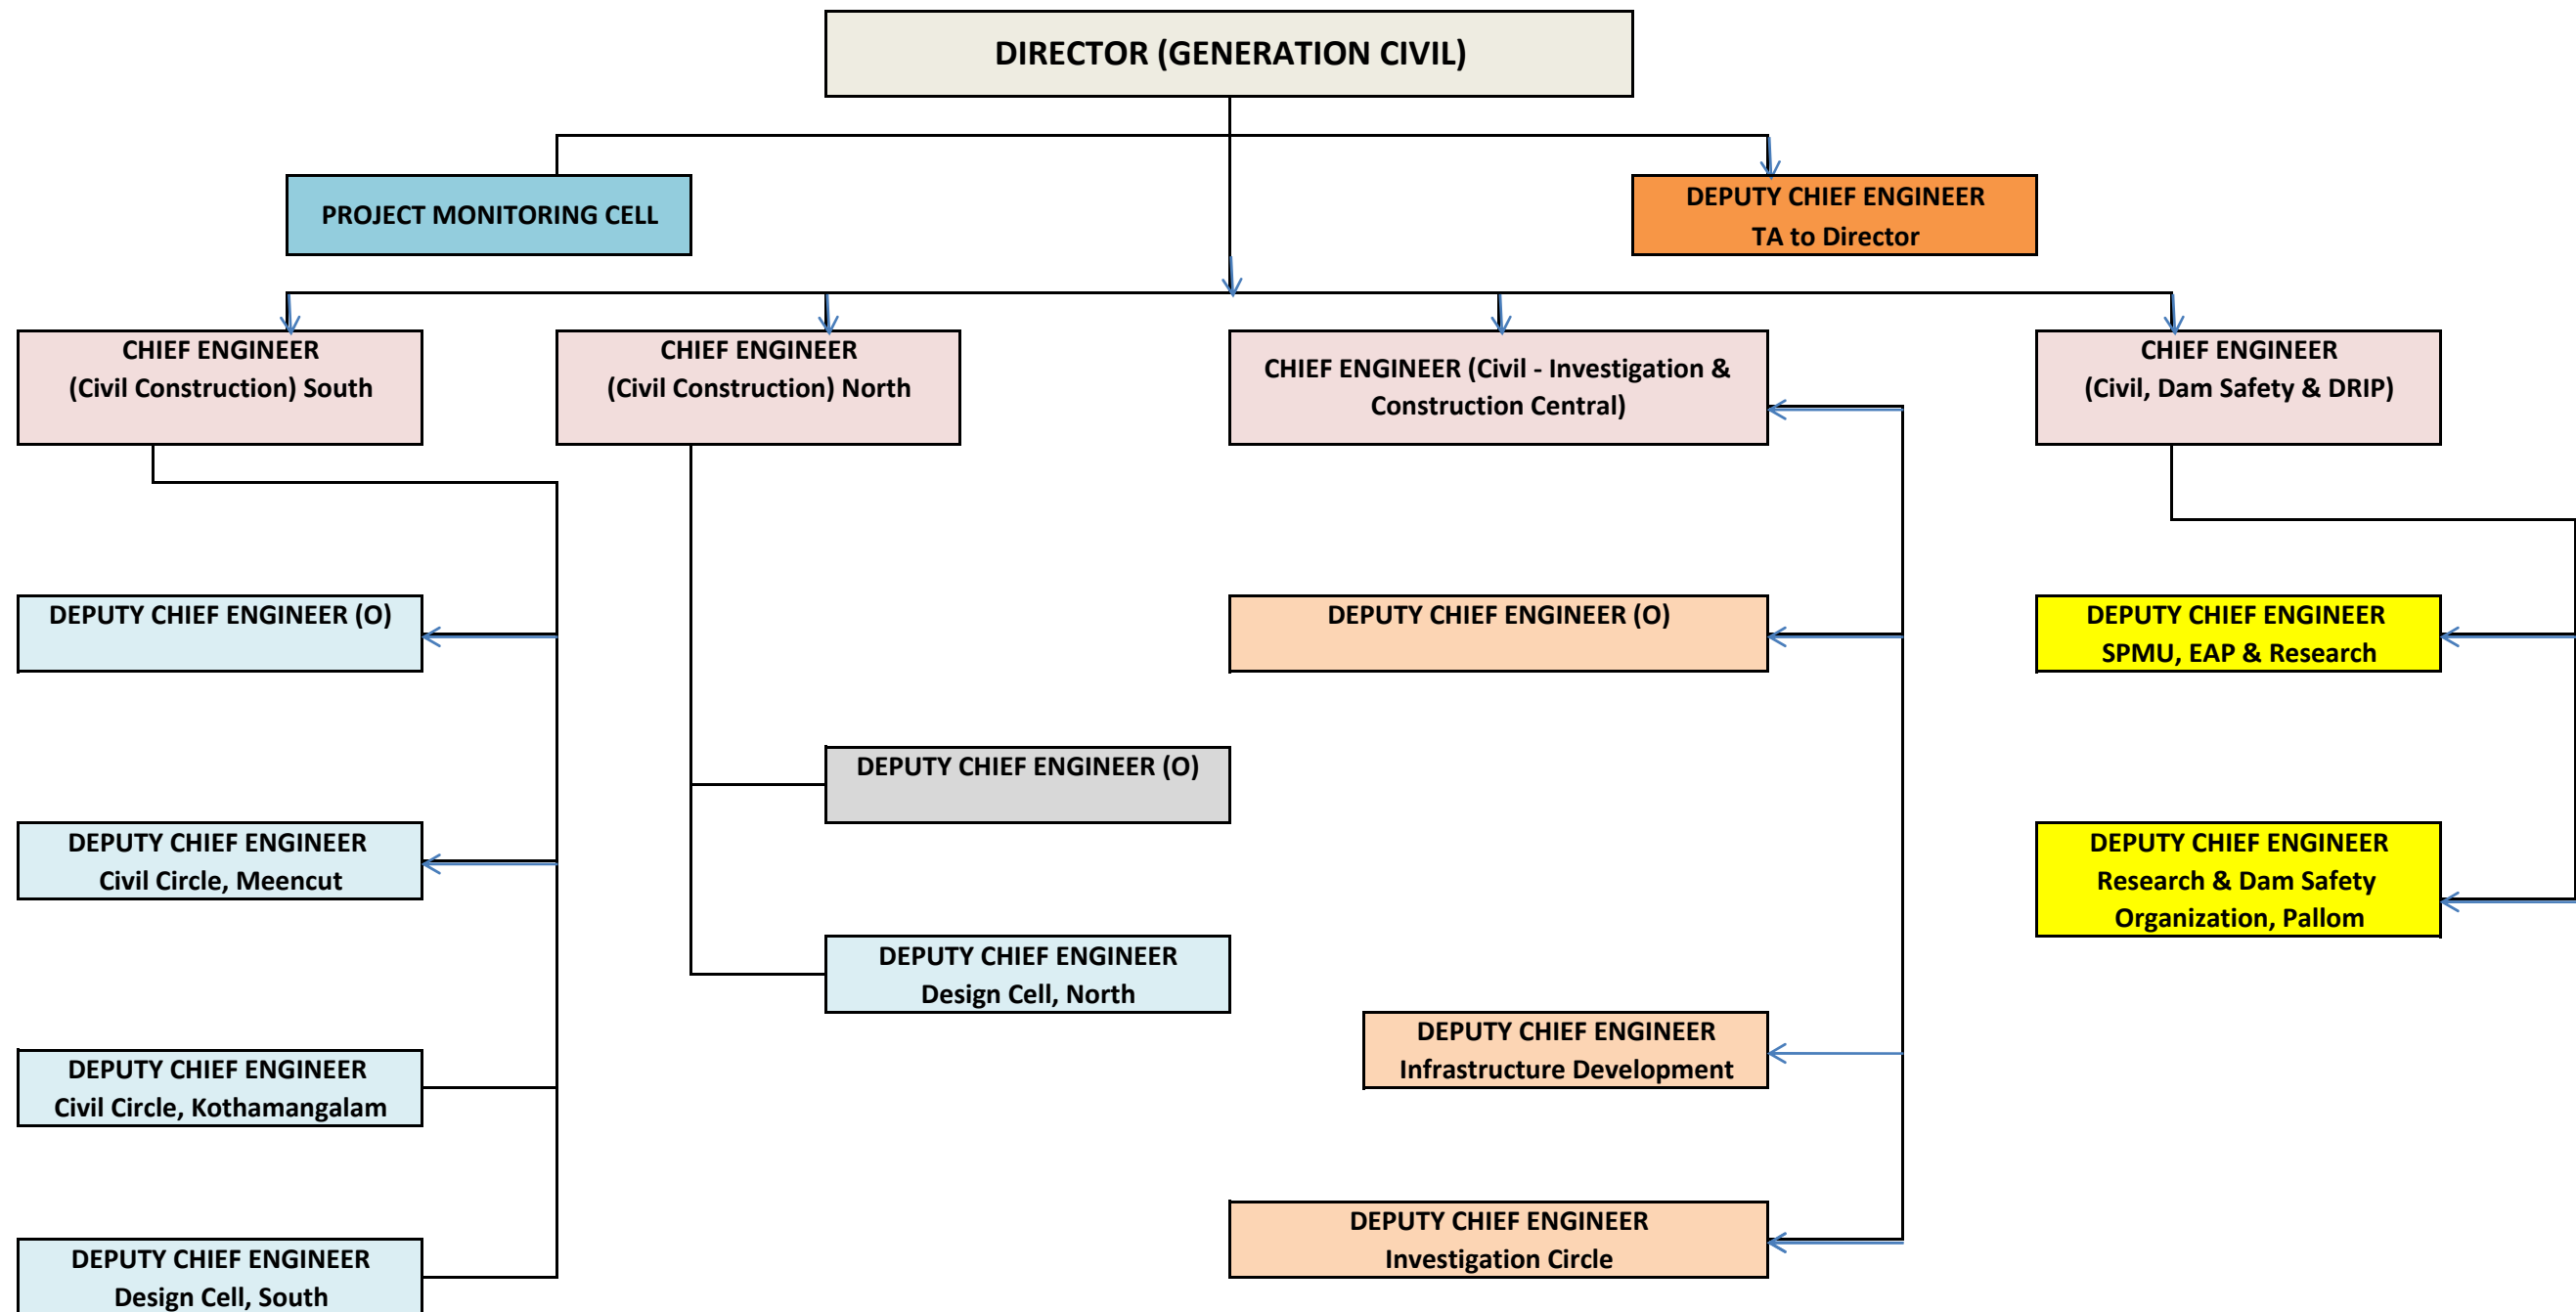 DIRECTOR (GENERATION CIVIL)
PROJECT MONITORING CELL
DEPUTY CHIEF ENGINEER
TA to Director
CHIEF ENGINEER
(Civil Construction) South
CHIEF ENGINEER
(Civil Construction) North
CHIEF ENGINEER (Civil - Investigation &
Construction Central)
CHIEF ENGINEER
(Civil, Dam Safety & DRIP)
DEPUTY CHIEF ENGINEER (O)
DEPUTY CHIEF ENGINEER
Civil Circle, Meencut
DEPUTY CHIEF ENGINEER
Civil Circle, Kothamangalam
DEPUTY CHIEF ENGINEER
Design Cell, South
DEPUTY CHIEF ENGINEER (O)
DEPUTY CHIEF ENGINEER
Design Cell, North
DEPUTY CHIEF ENGINEER (O)
DEPUTY CHIEF ENGINEER
Infrastructure Development
DEPUTY CHIEF ENGINEER
Investigation Circle
DEPUTY CHIEF ENGINEER
SPMU, EAP & Research
DEPUTY CHIEF ENGINEER
Research & Dam Safety
Organization, Pallom